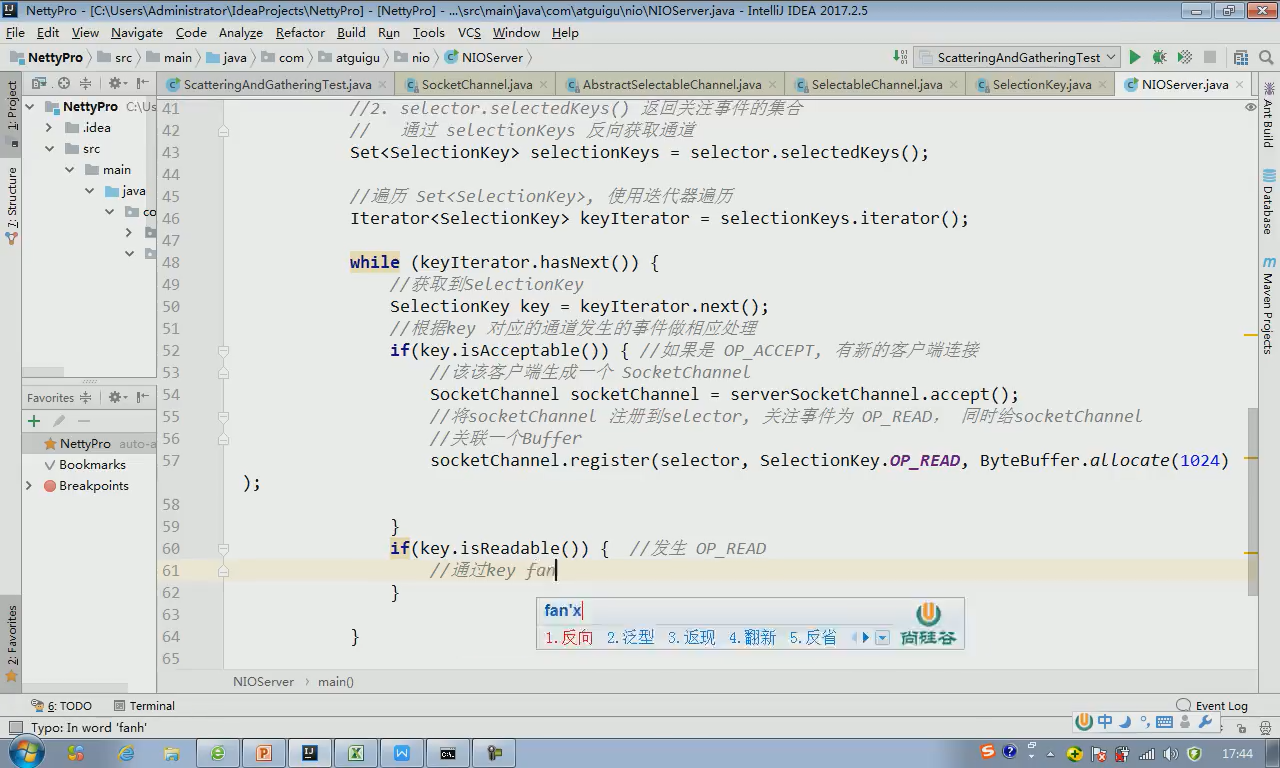 NettyPro - [C:\Users\Administrator\IdeaProjects\NettyPro] - [NettyPro] - ...\src\main\java\com\atguigu\nio\NIOServer.java - IntelliJ IDEA 2017.2.5
File Edit View Navigate Code Analyze Refactor Build Run Tools VCS Window Help
NettyPro src main java com atguigu nio NIOServer ScatteringAndGatheringTest
ScatteringAndGatheringTest.java SocketChannel.java AbstractSelectableChannel.java SelectableChannel.java SelectionKey.java NIOServer.java
1: Project
7: Structure
2: Favorites
NettyPro C:\Us
.idea
src
main
java
co
Favorites
NettyPro auto-a
Bookmarks
Breakpoints
41 //2. selector.selectedKeys() 返回关注事件的集合
42 // 通过 selectionKeys 反向获取通道
43 Set<SelectionKey> selectionKeys = selector.selectedKeys();
44
45 //遍历 Set<SelectionKey>, 使用迭代器遍历
46 Iterator<SelectionKey> keyIterator = selectionKeys.iterator();
47
48 while (keyIterator.hasNext()) {
49 //获取到SelectionKey
50 SelectionKey key = keyIterator.next();
51 //根据key 对应的通道发生的事件做相应处理
52 if(key.isAcceptable()) { //如果是 OP_ACCEPT, 有新的客户端连接
53 //该该客户端生成一个 SocketChannel
54 SocketChannel socketChannel = serverSocketChannel.accept();
55 //将socketChannel 注册到selector, 关注事件为 OP_READ， 同时给socketChannel
56 //关联一个Buffer
57 socketChannel.register(selector, SelectionKey.OP_READ, ByteBuffer.allocate(1024)
);
58
59 }
60 if(key.isReadable()) { //发生 OP_READ
61 //通过key fan
62 }
63
64 }
65
fan'x
1.反向 2.泛型 3.返现 4.翻新 5.反省
尚硅谷
Ant Build
Database
Maven Projects
NIOServer main()
6: TODO Terminal Event Log
Typo: In word 'fanh'
中
17:44